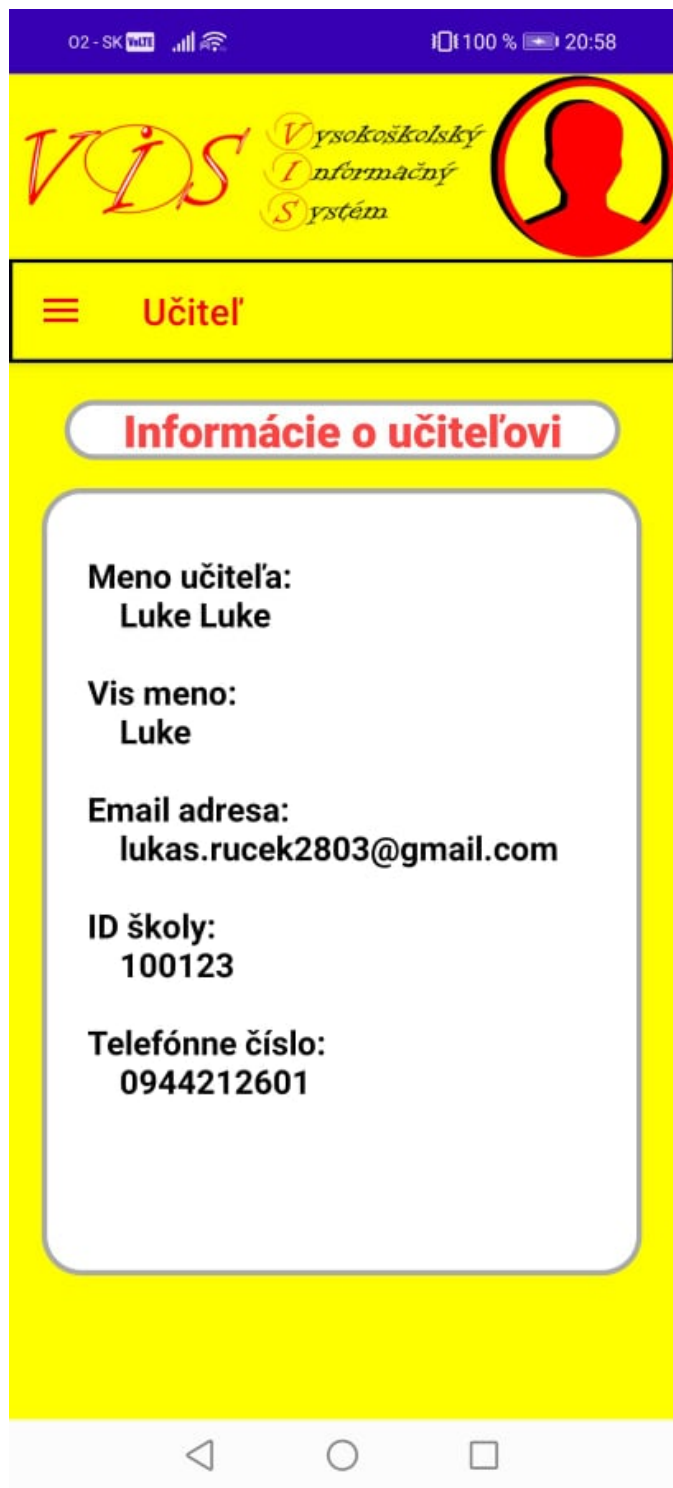 O2 - SK VoLTE 100 % 20:58
ViS
Vysokoškolský
Informačný
Systém
Učiteľ
Informácie o učiteľovi
Meno učiteľa:
Luke Luke
Vis meno:
Luke
Email adresa:
lukas.rucek2803@gmail.com
ID školy:
100123
Telefónne číslo:
0944212601